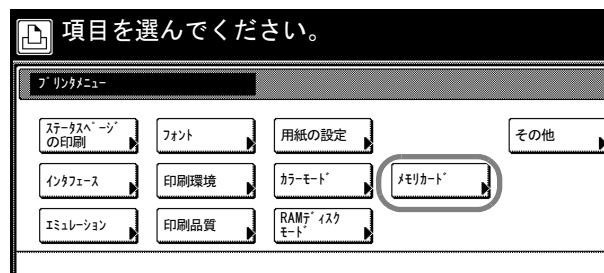 項目を選んでください。
プリンタメニュー
ステータスページ
の印刷
フォント
用紙の設定
その他
インタフェース
印刷環境
カラーモード
メモリカード
エミュレーション
印刷品質
RAMディスク
モード